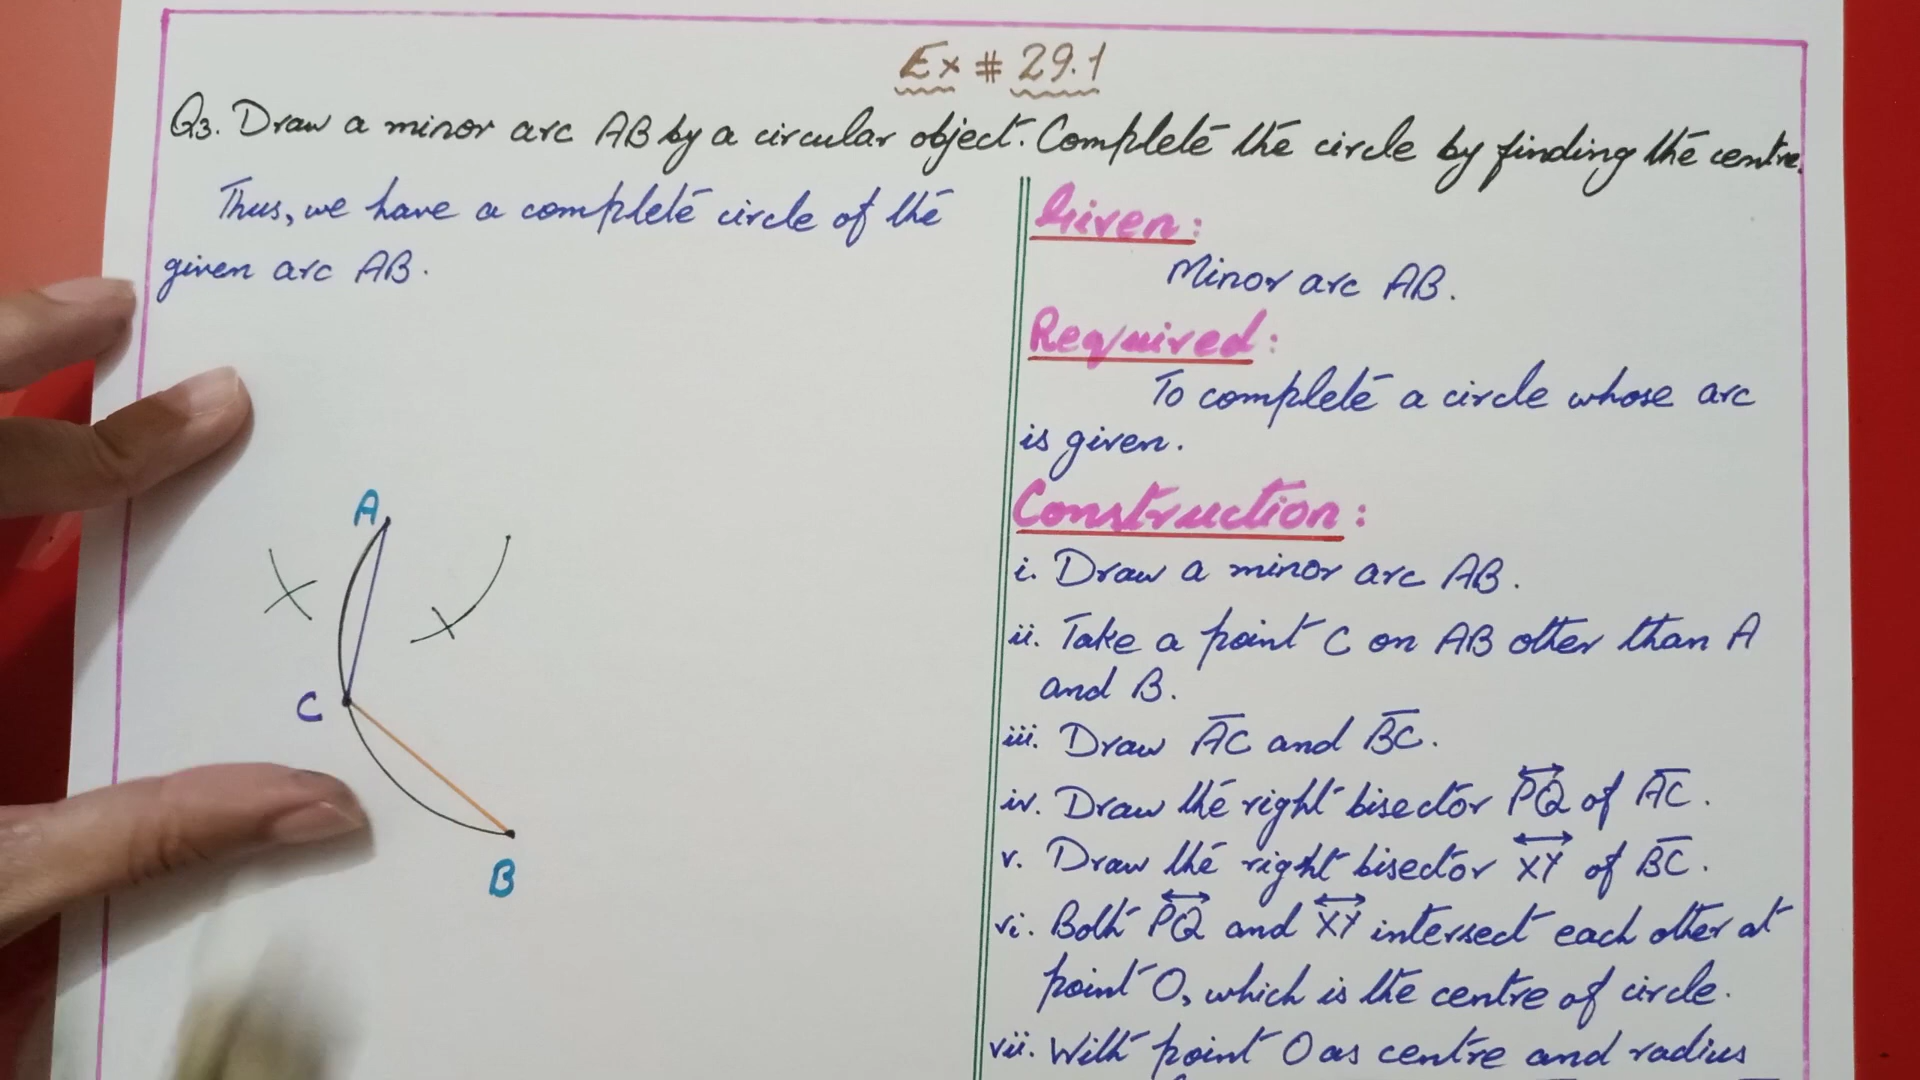 Ex # 29.1
Q3. Draw a minor arc AB by a circular object. Complete the circle by finding the centre.
Thus, we have a complete circle of the
given arc AB.
A
C
B
Given:
Minor arc AB.
Required:
To complete a circle whose arc
is given.
Construction:
i. Draw a minor arc AB.
ii. Take a point C on AB other than A
and B.
iii. Draw A̅C̅ and B̅C̅.
iv. Draw the right bisector PQ of A̅C̅.
v. Draw the right bisector XY of B̅C̅.
vi. Both PQ and XY intersect each other at
point O, which is the centre of circle.
vii. With point O as centre and radius